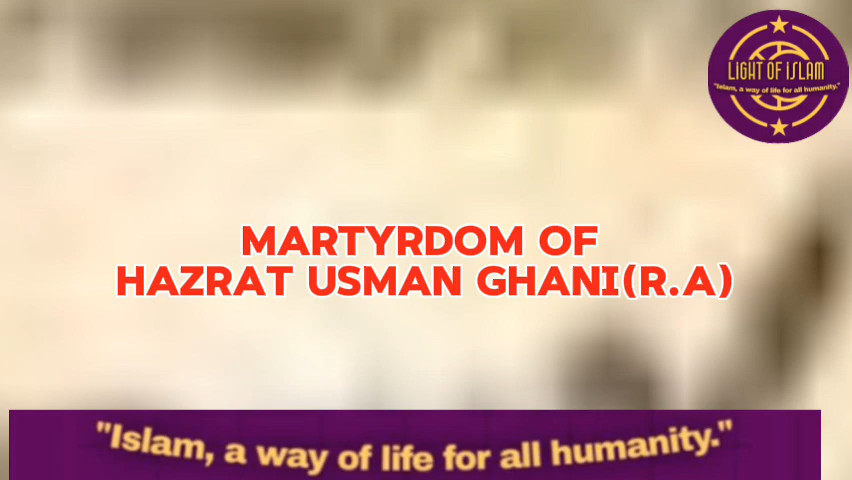 LIGHT OF ISLAM
"Islam, a way of life for all humanity."
MARTYRDOM OF
HAZRAT USMAN GHANI(R.A)
"Islam, a way of life for all humanity."